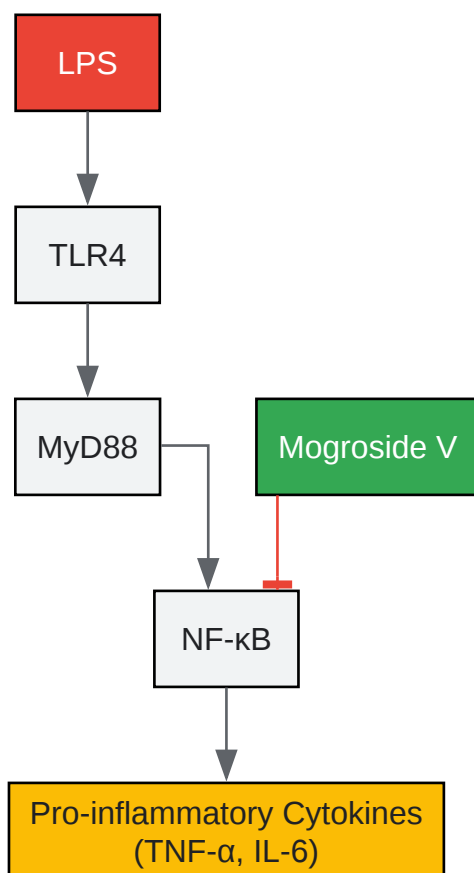 LPS
TLR4
MyD88
Mogroside V
NF-κB
Pro-inflammatory Cytokines
(TNF-α, IL-6)